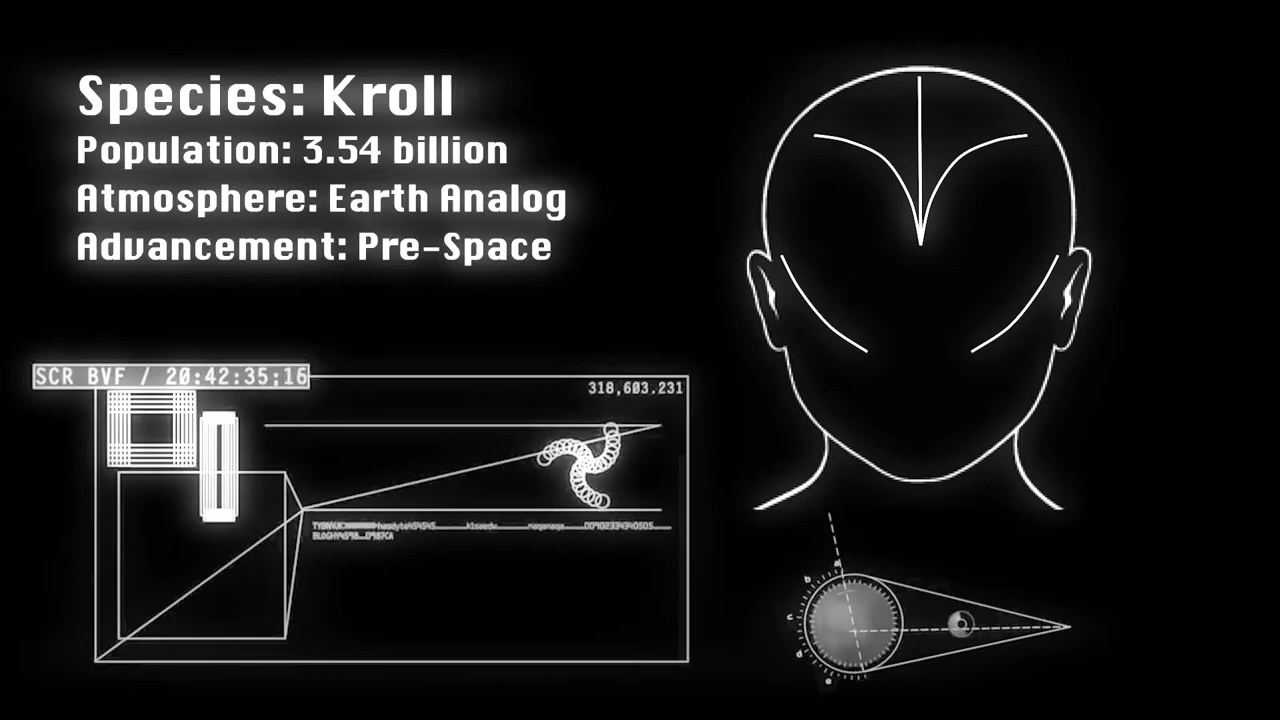 Species: Kroll
Population: 3.54 billion
Atmosphere: Earth Analog
Advancement: Pre-Space
SCR BVF / 20:42:35;16
318,603.231